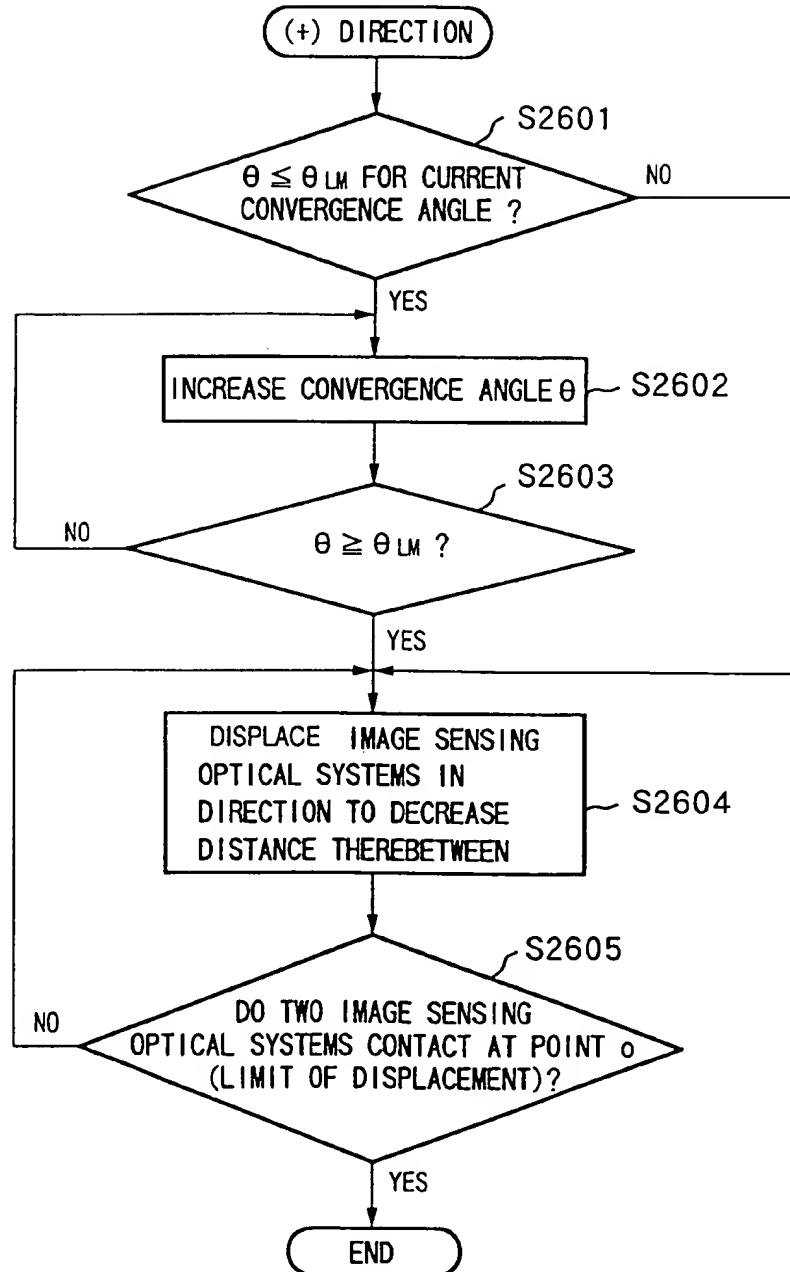 (+) DIRECTION
S2601
θ ≦ θLM FOR CURRENT
CONVERGENCE ANGLE ?
NO
YES
INCREASE CONVERGENCE ANGLE θ
S2602
S2603
θ ≧ θLM ?
NO
YES
DISPLACE IMAGE SENSING
OPTICAL SYSTEMS IN
DIRECTION TO DECREASE
DISTANCE THEREBETWEEN
S2604
S2605
DO TWO IMAGE SENSING
OPTICAL SYSTEMS CONTACT AT POINT o
(LIMIT OF DISPLACEMENT)?
NO
YES
END